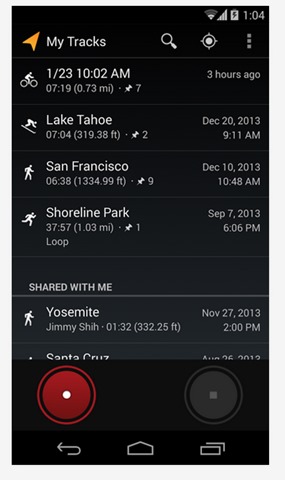 1:04
My Tracks
1/23 10:02 AM 3 hours ago
07:19 (0.73 mi) · 7
Lake Tahoe Dec 20, 2013
07:04 (319.38 ft) · 2 9:11 AM
San Francisco Dec 10, 2013
06:38 (1334.99 ft) · 9 10:48 AM
Shoreline Park Sep 7, 2013
37:57 (1.03 mi) · 1 6:06 PM
Loop
SHARED WITH ME
Yosemite Nov 27, 2013
Jimmy Shih · 01:32 (332.25 ft) 2:00 PM
Santa Cruz Aug 26, 2013